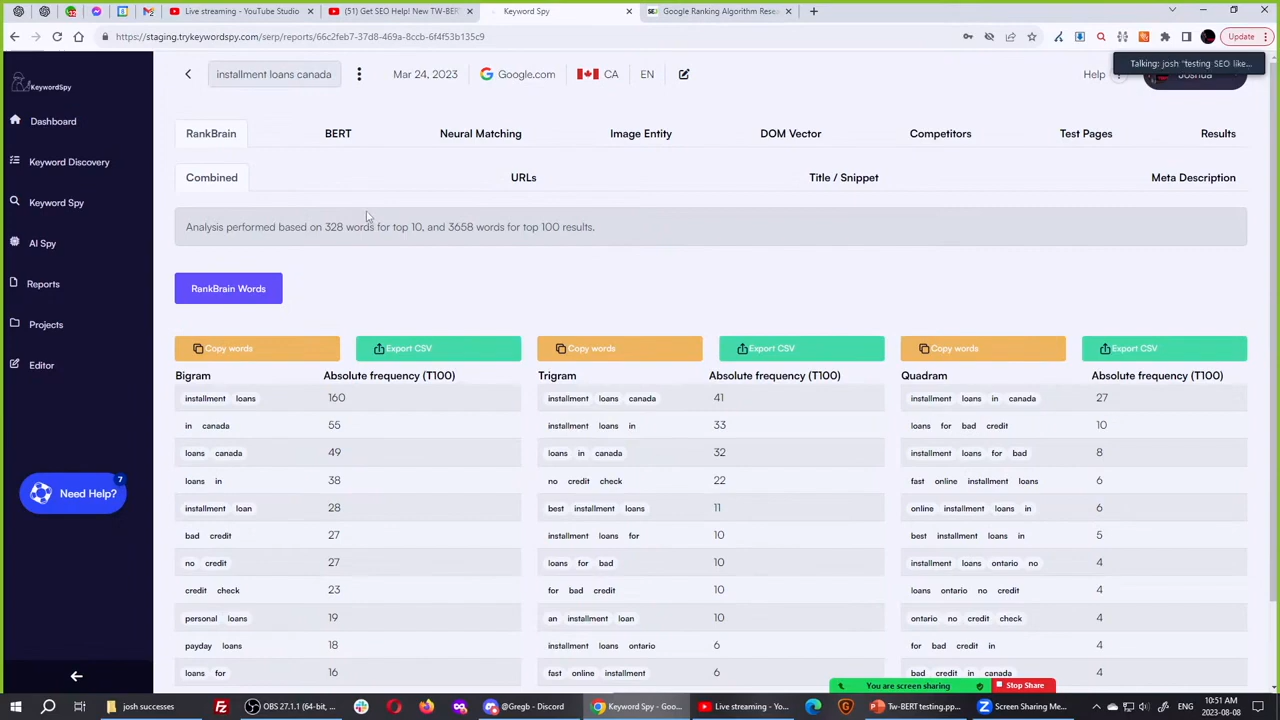 Live streaming - YouTube Studio
(51) Get SEO Help! New TW-BERT
Keyword Spy
Google Ranking Algorithm Resea
https://staging.trykeywordspy.com/serp/reports/66c2feb7-37d8-469a-8ccb-6f4f53b135c9
Update
Talking: josh "testing SEO like...
KeywordSpy
installment loans canada
Mar 24, 2023
Google.com
CA
EN
Help
Joshua
Dashboard
Keyword Discovery
Keyword Spy
AI Spy
Reports
Projects
Editor
7
Need Help?
RankBrain BERT Neural Matching Image Entity DOM Vector Competitors Test Pages Results
Combined URLs Title / Snippet Meta Description
Analysis performed based on 328 words for top 10, and 3658 words for top 100 results.
RankBrain Words
Copy words Export CSV Copy words Export CSV Copy words Export CSV
Bigram Absolute frequency (T100) Trigram Absolute frequency (T100) Quadram Absolute frequency (T100)
installment loans 160 installment loans canada 41 installment loans in canada 27
in canada 55 installment loans in 33 loans for bad credit 10
loans canada 49 loans in canada 32 installment loans for bad 8
loans in 38 no credit check 22 fast online installment loans 6
installment loan 28 best installment loans 11 online installment loans in 6
bad credit 27 installment loans for 10 best installment loans in 5
no credit 27 loans for bad 10 installment loans ontario no 4
credit check 23 for bad credit 10 loans ontario no credit 4
personal loans 19 an installment loan 10 ontario no credit check 4
payday loans 18 installment loans ontario 6 for bad credit in 4
loans for 16 fast online installment 6 bad credit in canada 4
You are screen sharing Stop Share
josh successes
.1 (64-bit, ...
@Gregb - Discord
Keyword Spy - Goo...
Live streaming - You...
Tw-BERT testing.pp...
Screen Sharing Me...
10:51 AM
2023-08-08